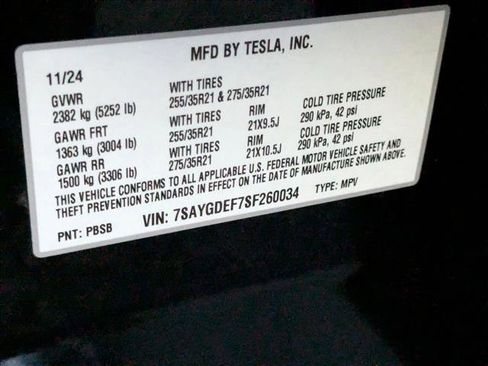 MFD BY TESLA, INC.
11/24
GVWR WITH TIRES
2382 kg (5252 lb) 255/35R21 & 275/35R21
GAWR FRT WITH TIRES RIM COLD TIRE PRESSURE
1363 kg (3004 lb) 255/35R21 21X9.5J 290 kPa, 42 psi
GAWR RR WITH TIRES RIM COLD TIRE PRESSURE
1500 kg (3306 lb) 275/35R21 21X10.5J 290 kPa, 42 psi
THIS VEHICLE CONFORMS TO ALL APPLICABLE U.S. FEDERAL MOTOR VEHICLE SAFETY AND
THEFT PREVENTION STANDARDS IN EFFECT ON THE DATE OF MANUFACTURE SHOWN ABOVE.
PNT: PBSB VIN: 7SAYGDEF7SF260034 TYPE: MPV